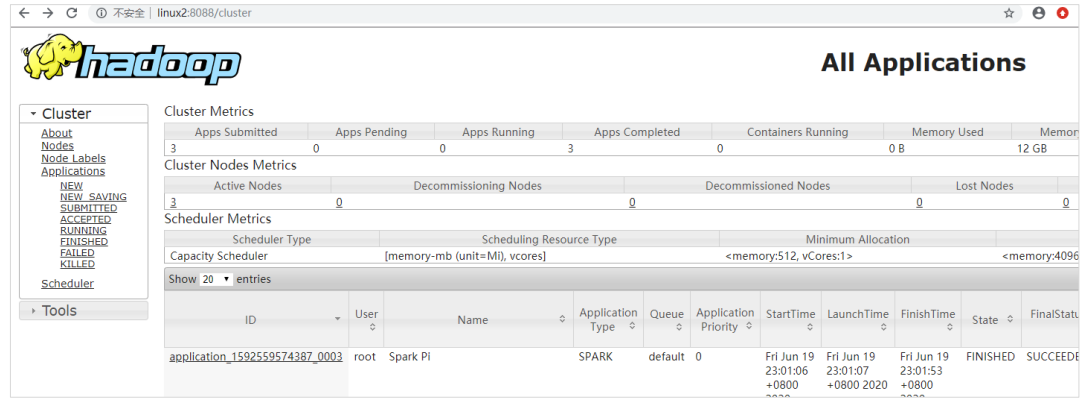 不安全 | linux2:8088/cluster
hadoop
All Applications
Cluster
About
Nodes
Node Labels
Applications
NEW
NEW_SAVING
SUBMITTED
ACCEPTED
RUNNING
FINISHED
FAILED
KILLED
Scheduler
Tools
Cluster Metrics
Apps Submitted Apps Pending Apps Running Apps Completed Containers Running Memory Used Memor
3 0 0 3 0 0 B 12 GB
Cluster Nodes Metrics
Active Nodes Decommissioning Nodes Decommissioned Nodes Lost Nodes
3 0 0 0 0
Scheduler Metrics
Scheduler Type Scheduling Resource Type Minimum Allocation
Capacity Scheduler [memory-mb (unit=Mi), vcores] <memory:512, vCores:1> <memory:4096
Show 20 entries
ID User Name Application Type Queue Application Priority StartTime LaunchTime FinishTime State FinalStatu
application_1592559574387_0003 root Spark Pi SPARK default 0 Fri Jun 19 Fri Jun 19 Fri Jun 19 FINISHED SUCCEEDE
23:01:06 23:01:07 23:01:53
+0800 +0800 2020 +0800
2020 2020